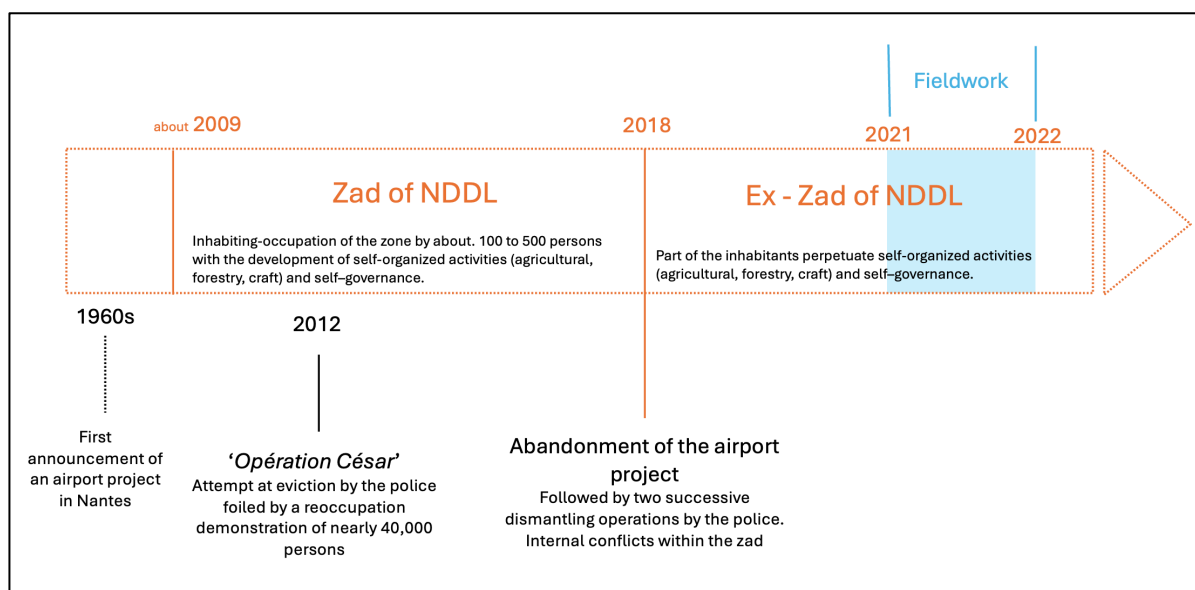 Fieldwork
about 2009
2018
2021
2022
Zad of NDDL
Inhabiting-occupation of the zone by about. 100 to 500 persons
with the development of self-organized activities (agricultural,
forestry, craft) and self–governance.
Ex - Zad of NDDL
Part of the inhabitants perpetuate self-organized activities
(agricultural, forestry, craft) and self–governance.
1960s
First
announcement of
an airport project
in Nantes
2012
‘Opération César’
Attempt at eviction by the police
foiled by a reoccupation
demonstration of nearly 40,000
persons
Abandonment of the airport
project
Followed by two successive
dismantling operations by the police.
Internal conflicts within the zad